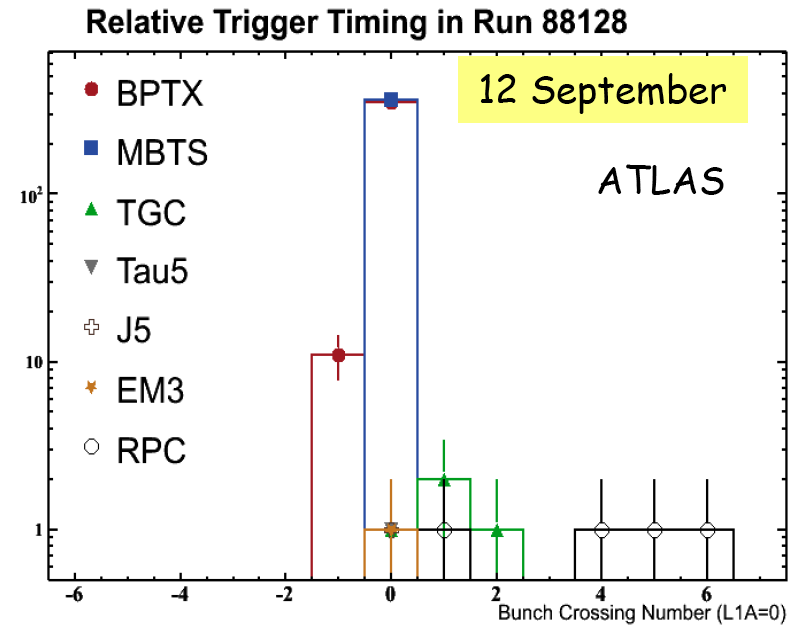 Relative Trigger Timing in Run 88128
BPTX
12 September
MBTS
ATLAS
10²
TGC
Tau5
J5
10
EM3
RPC
1
-6 -4 -2 0 2 4 6
Bunch Crossing Number (L1A=0)